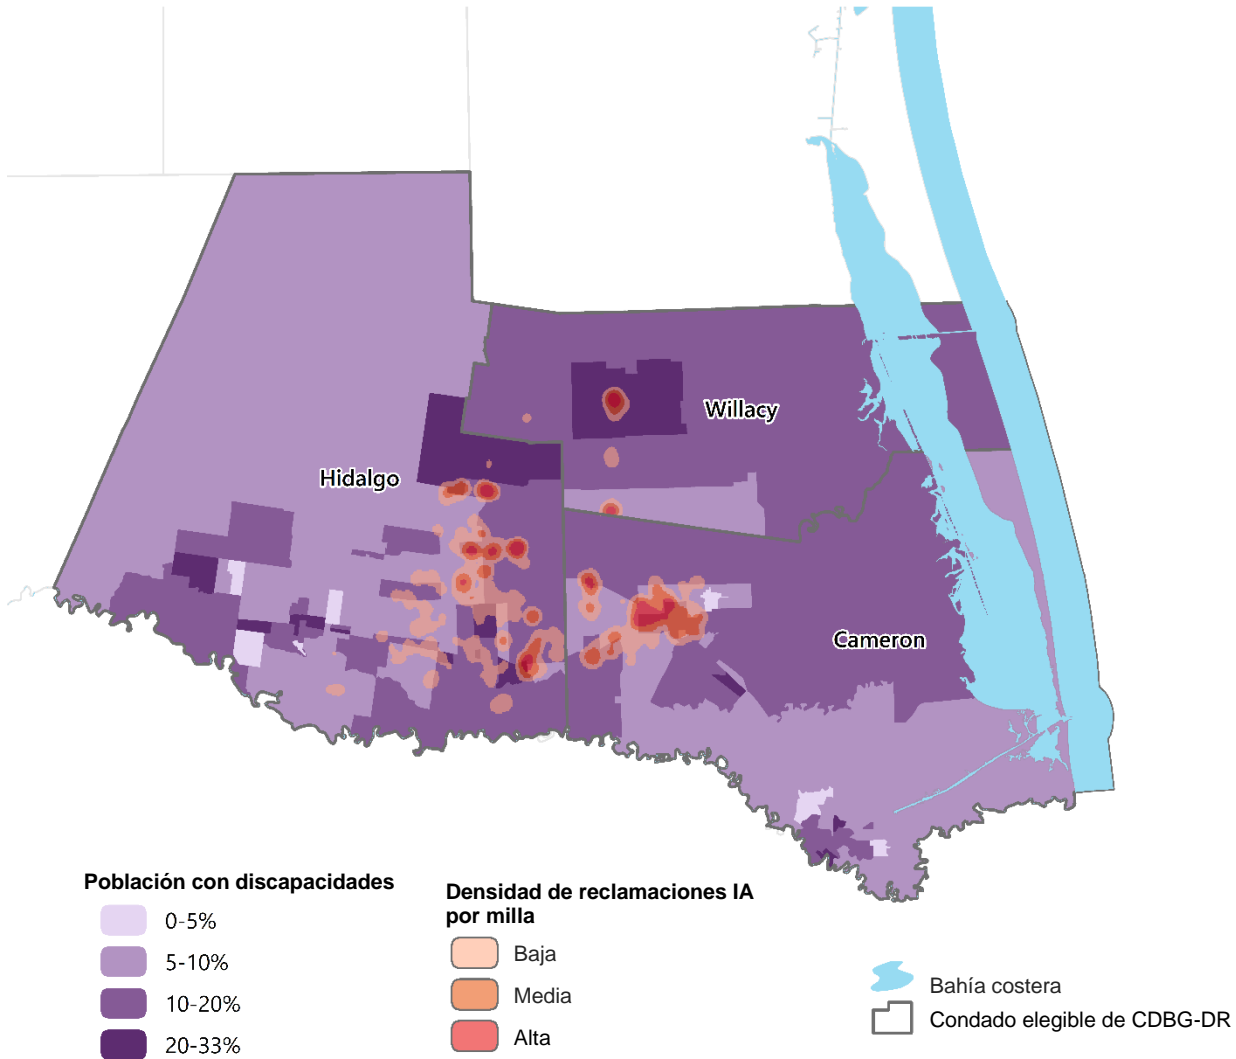 Willacy
Hidalgo
Cameron
Población con discapacidades
0-5%
5-10%
10-20%
20-33%
Densidad de reclamaciones IA
por milla
Baja
Media
Alta
Bahía costera
Condado elegible de CDBG-DR